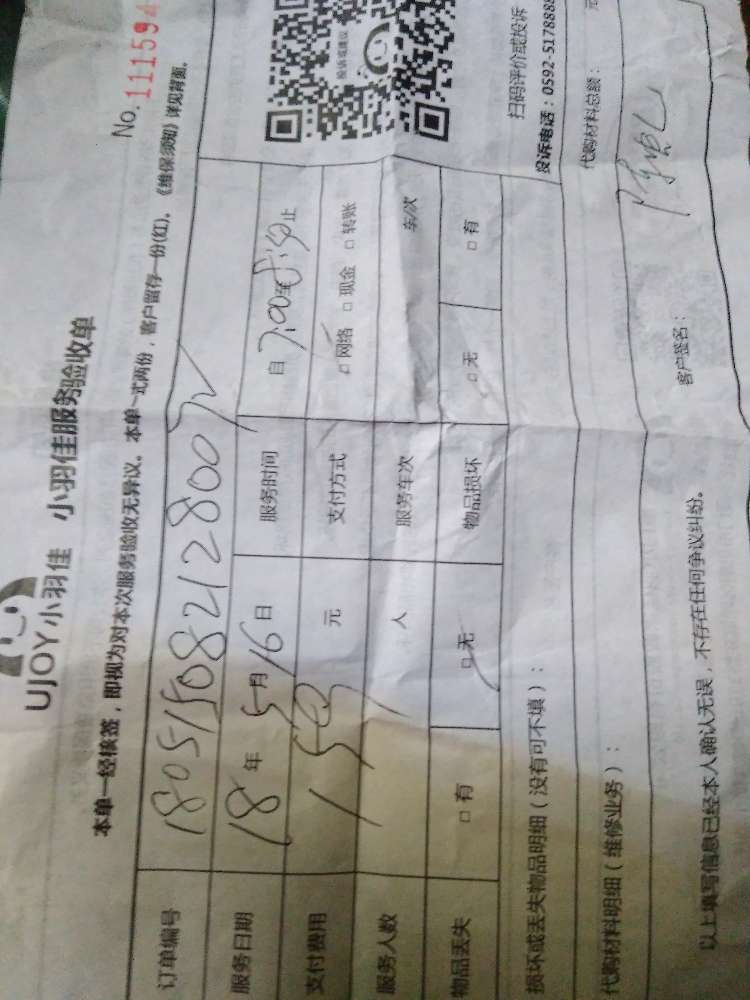 UJOY小羽佳 小羽佳服务验收单
No. 111594
本单一经核签，即视为对本次服务验收无异议。本单一式两份，客户留存一份(红)。《维保须知》详见背面。
订单编号
服务日期 18 年 5 月 16 日 服务时间 自 7:00 至 止
支付费用 元 支付方式 ☑网络 □现金 □转账
服务人数 1 人 服务车次 车/次
物品丢失 □有 ☑无 物品损坏 ☑无 □有
投诉或建议
扫码评价或投诉
损坏或丢失物品明细（没有可不填）： 投诉电话：0592-5178888
代购材料明细（维修业务）： 代购材料总额： 元
以上填写信息已经本人确认无误，不存在任何争议纠纷。 客户签名：